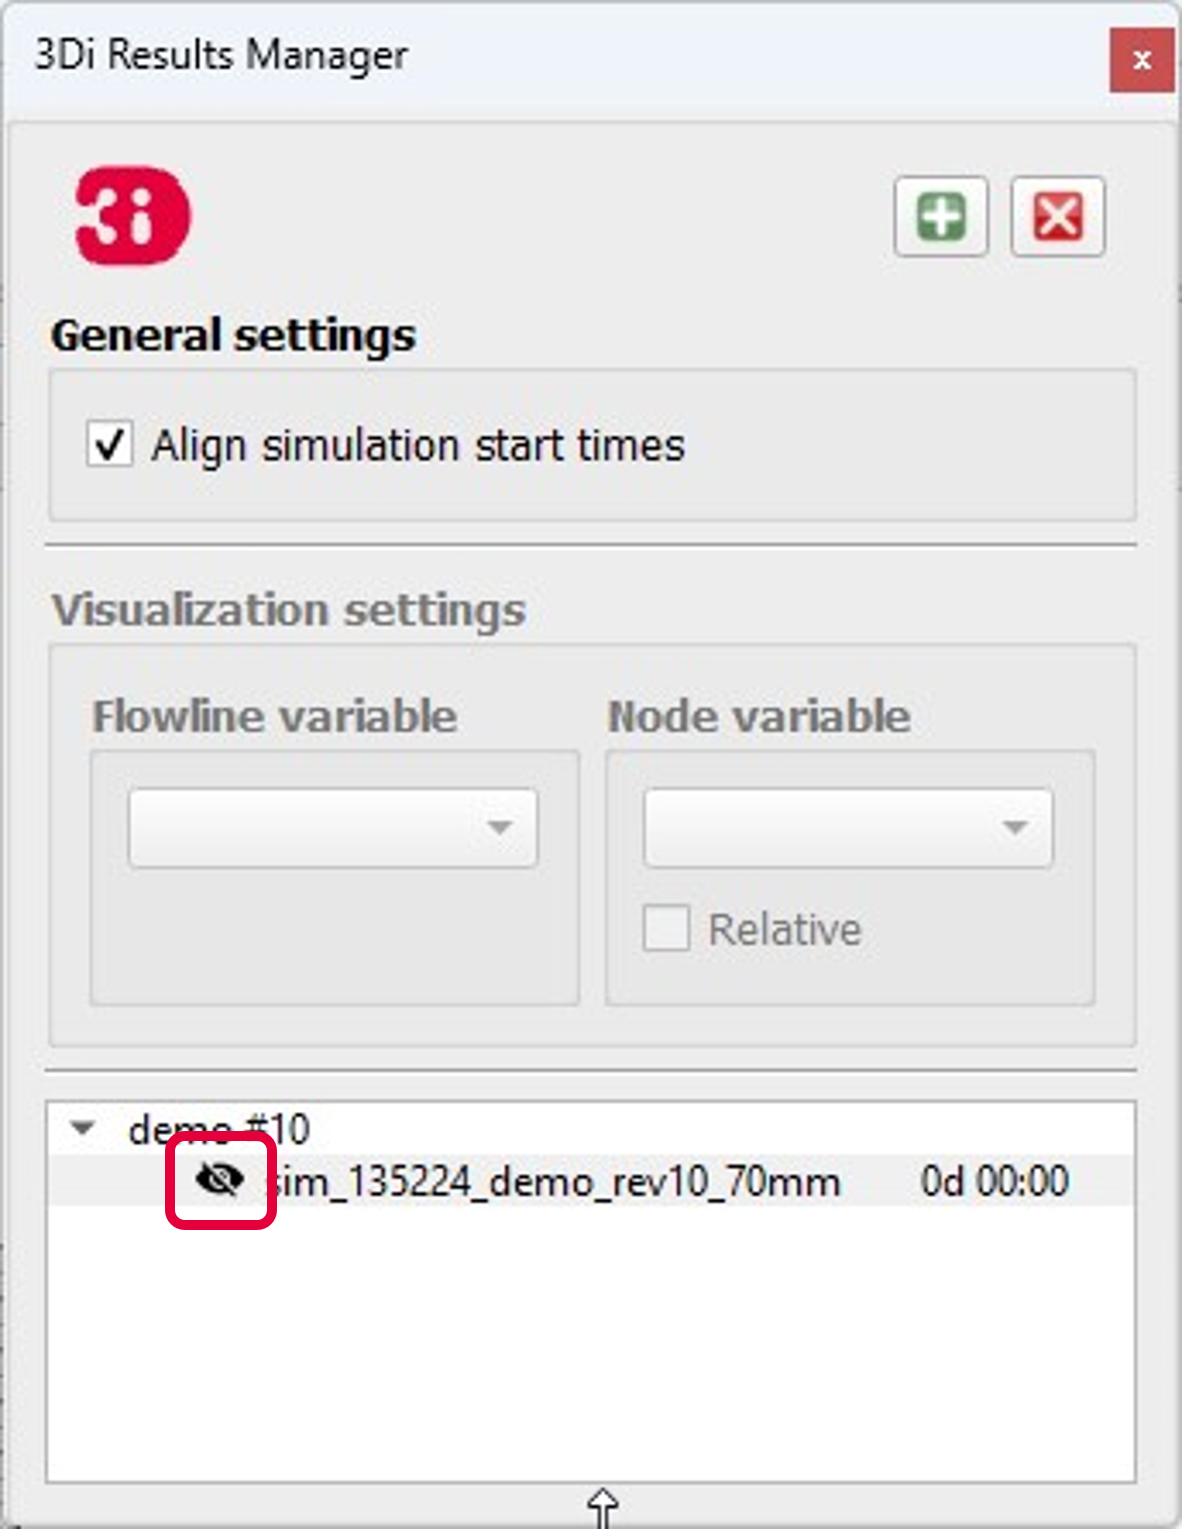 3Di Results Manager
3i
General settings
Align simulation start times
Visualization settings
Flowline variable
Node variable
Relative
demo #10
sim_135224_demo_rev10_70mm 0d 00:00